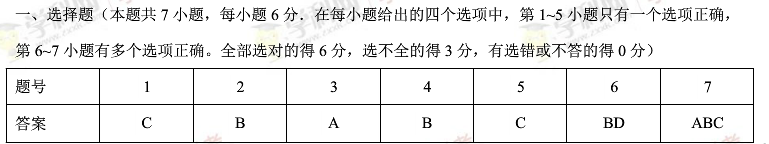 一、选择题（本题共 7 小题，每小题 6 分．在每小题给出的四个选项中，第 1~5 小题只有一个选项正确，
第 6~7 小题有多个选项正确。全部选对的得 6 分，选不全的得 3 分，有选错或不答的得 0 分）
题号 1 2 3 4 5 6 7
答案 C B A B C BD ABC